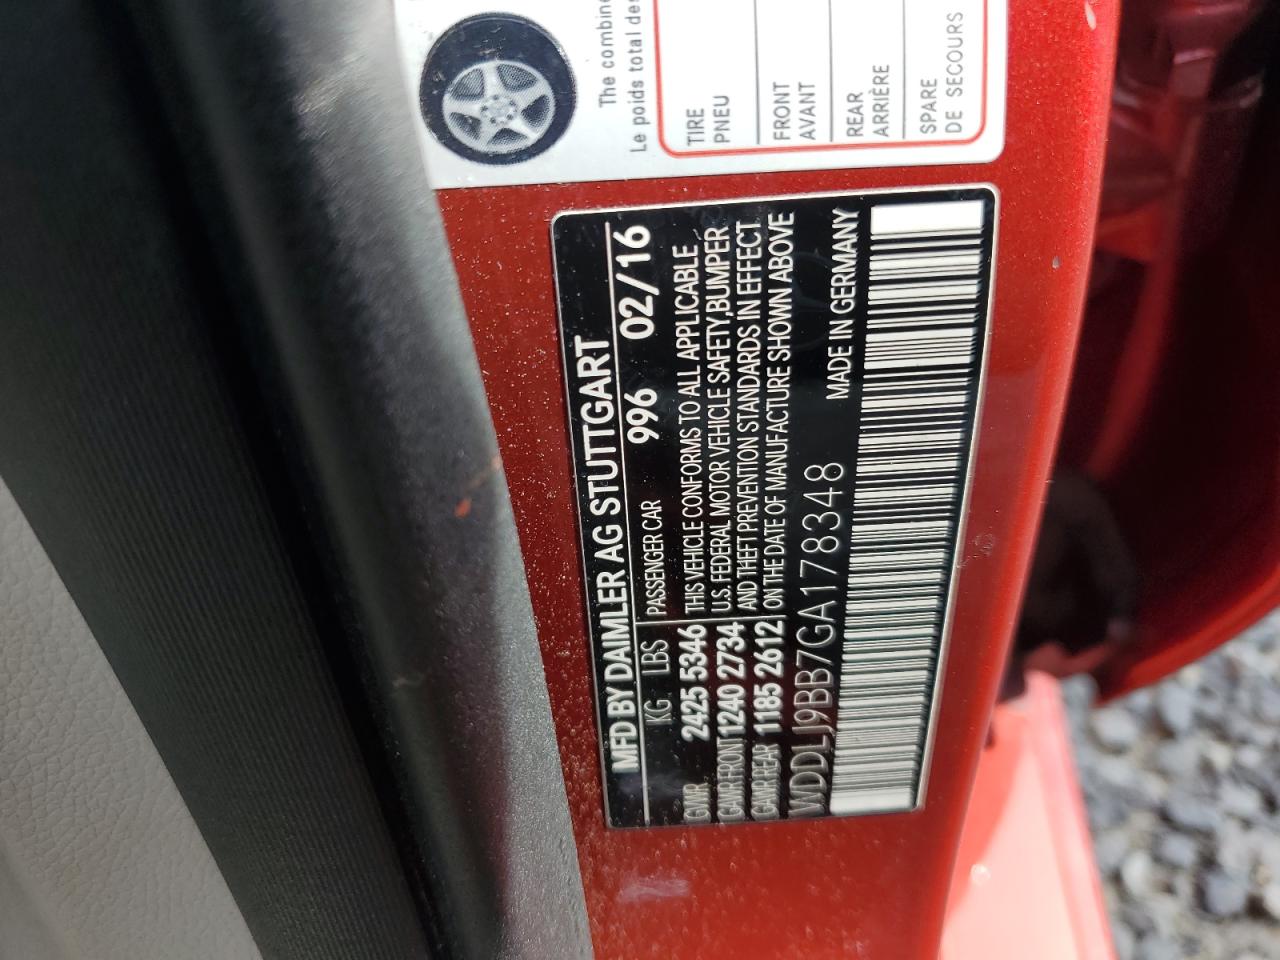 The combine
Le poids total des
TIRE
PNEU
FRONT
AVANT
REAR
ARRIÈRE
SPARE
DE SECOURS
MFD BY DAIMLER AG STUTTGART
KG LBS PASSENGER CAR 996 02/16
GVWR 2425 5346 THIS VEHICLE CONFORMS TO ALL APPLICABLE
GAWR FRONT 1240 2734 U.S. FEDERAL MOTOR VEHICLE SAFETY,BUMPER
GAWR REAR 1185 2612 AND THEFT PREVENTION STANDARDS IN EFFECT
ON THE DATE OF MANUFACTURE SHOWN ABOVE
WDDLJ9BB7GA178348 MADE IN GERMANY